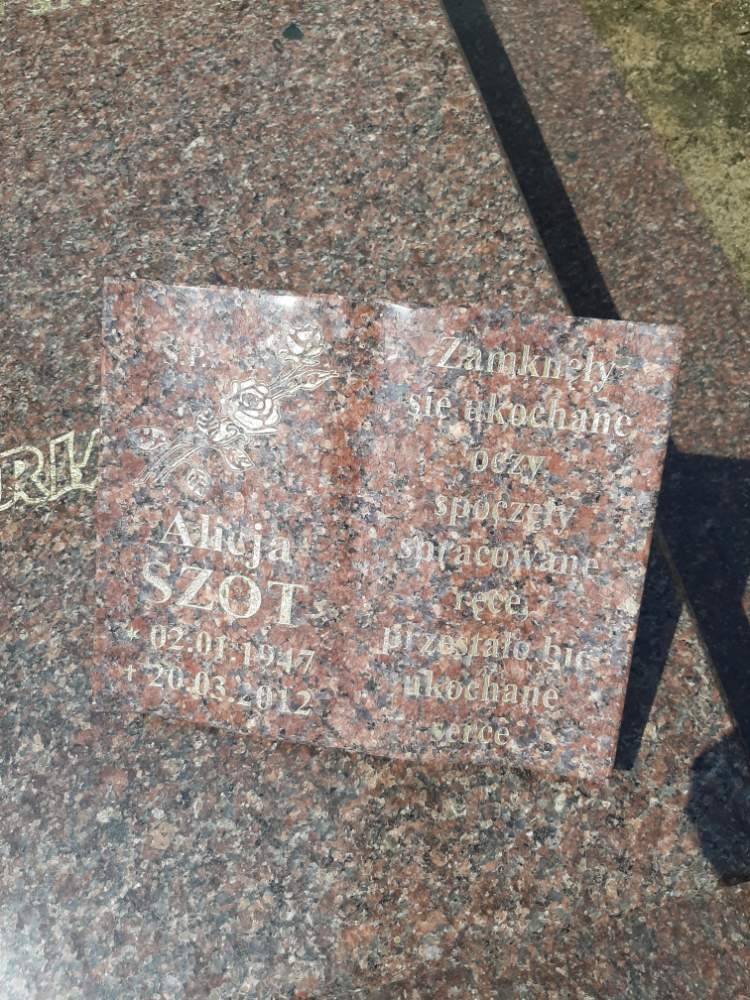 Ś.P.
Alicja
SZOT
* 02.01.1947
+ 20.03.2012
Zamknęły
się ukochane
oczy
spoczęły
spracowane
ręce,
przestało bić
ukochane
serce